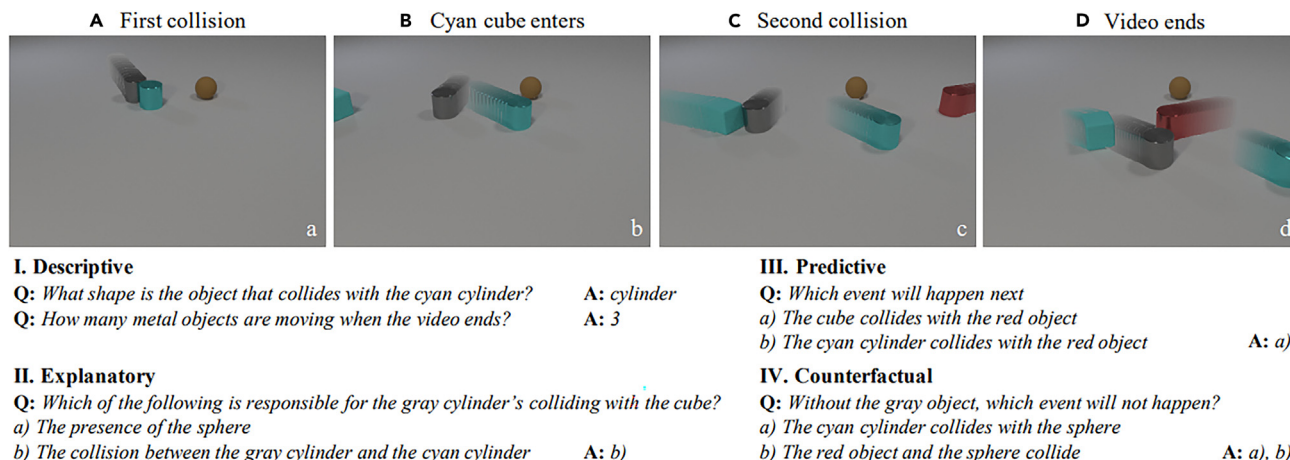 A First collision
B Cyan cube enters
C Second collision
D Video ends
a
b
c
d
I. Descriptive
Q: What shape is the object that collides with the cyan cylinder? A: cylinder
Q: How many metal objects are moving when the video ends? A: 3
II. Explanatory
Q: Which of the following is responsible for the gray cylinder's colliding with the cube?
a) The presence of the sphere
b) The collision between the gray cylinder and the cyan cylinder A: b)
III. Predictive
Q: Which event will happen next
a) The cube collides with the red object
b) The cyan cylinder collides with the red object A: a)
IV. Counterfactual
Q: Without the gray object, which event will not happen?
a) The cyan cylinder collides with the sphere
b) The red object and the sphere collide A: a), b)